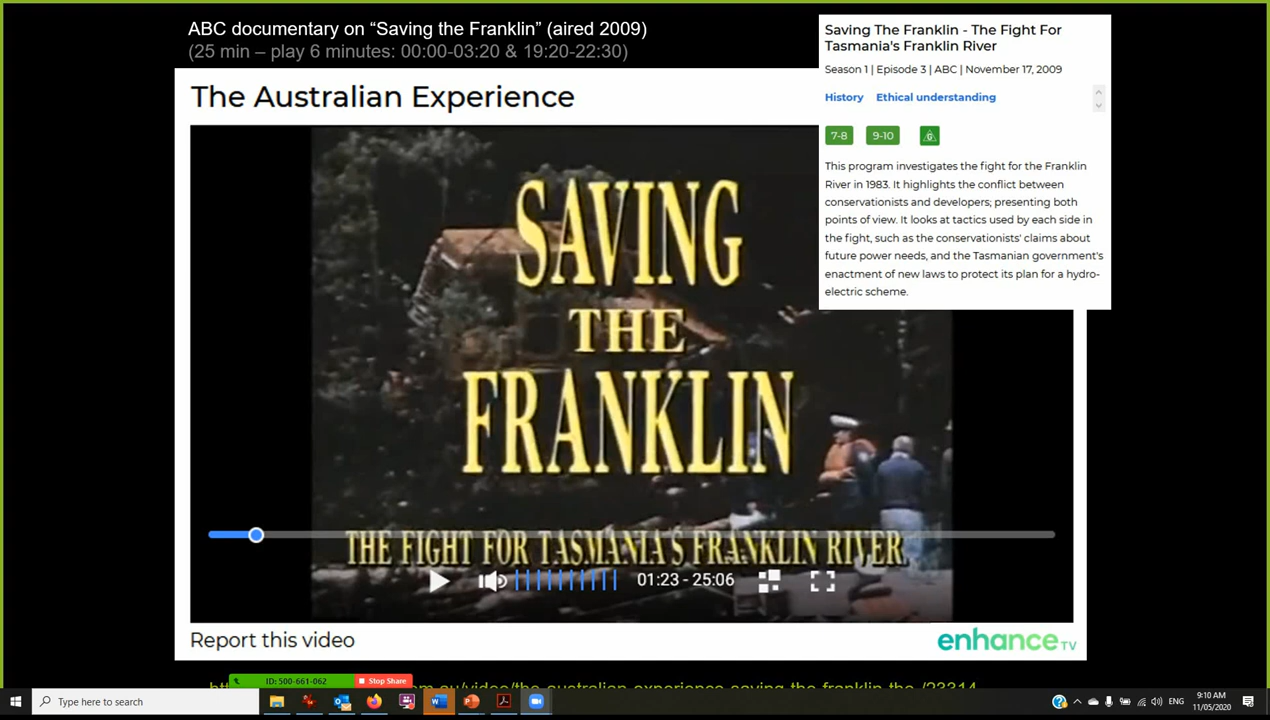 ABC documentary on “Saving the Franklin” (aired 2009)
(25 min – play 6 minutes: 00:00-03:20 & 19:20-22:30)
The Australian Experience
SAVING
THE
FRANKLIN
THE FIGHT FOR TASMANIA'S FRANKLIN RIVER
01:23 - 25:06
Report this video
enhance TV
Saving The Franklin - The Fight For
Tasmania's Franklin River
Season 1 | Episode 3 | ABC | November 17, 2009
History Ethical understanding
7-8 9-10 G
This program investigates the fight for the Franklin
River in 1983. It highlights the conflict between
conservationists and developers; presenting both
points of view. It looks at tactics used by each side in
the fight, such as the conservationists' claims about
future power needs, and the Tasmanian government's
enactment of new laws to protect its plan for a hydro-
electric scheme.
ID: 500-661-062 Stop Share
Type here to search
ENG
9:10 AM
11/05/2020